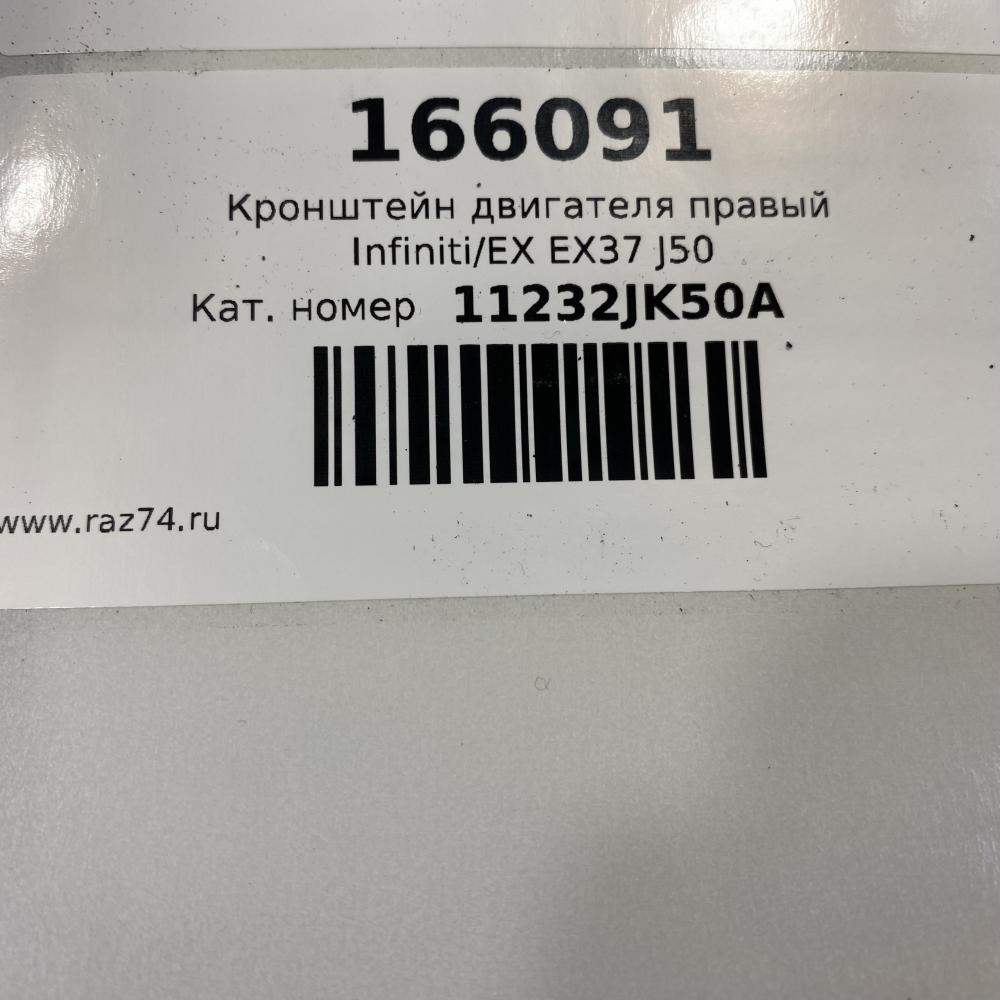 166091
Кронштейн двигателя правый
Infiniti/EX EX37 J50
Кат. номер 11232JK50A
www.raz74.ru